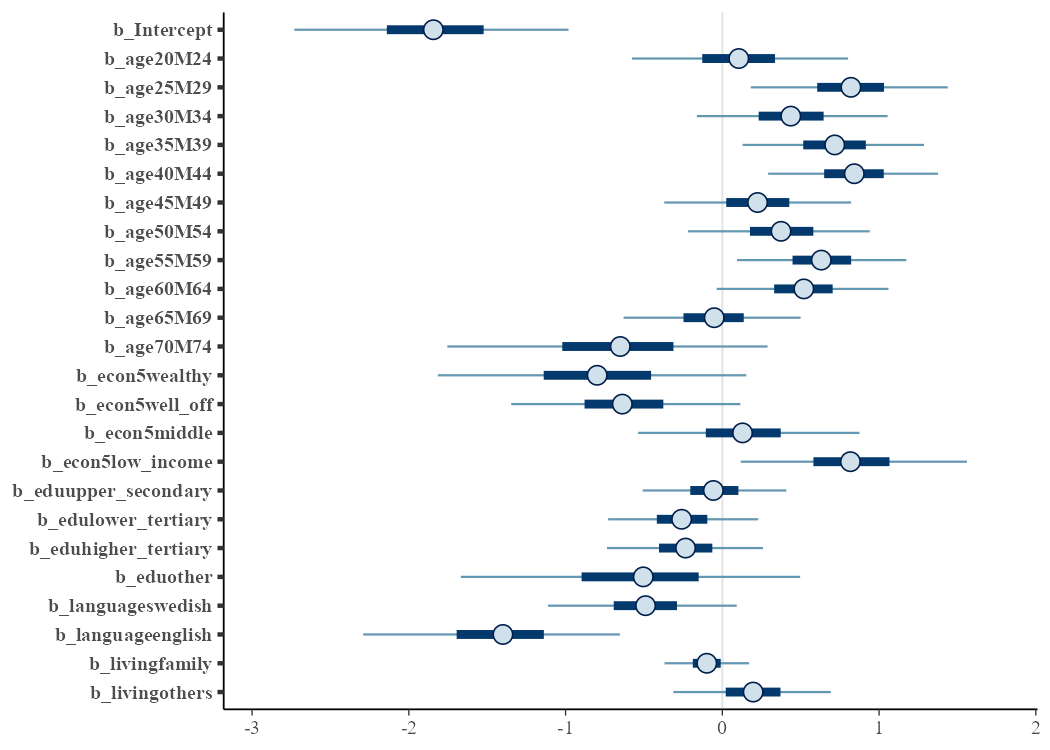 b_Intercept
b_age20M24
b_age25M29
b_age30M34
b_age35M39
b_age40M44
b_age45M49
b_age50M54
b_age55M59
b_age60M64
b_age65M69
b_age70M74
b_econ5wealthy
b_econ5well_off
b_econ5middle
b_econ5low_income
b_eduupper_secondary
b_edulower_tertiary
b_eduhigher_tertiary
b_eduother
b_languageswedish
b_languageenglish
b_livingfamily
b_livingothers
-3 -2 -1 0 1 2